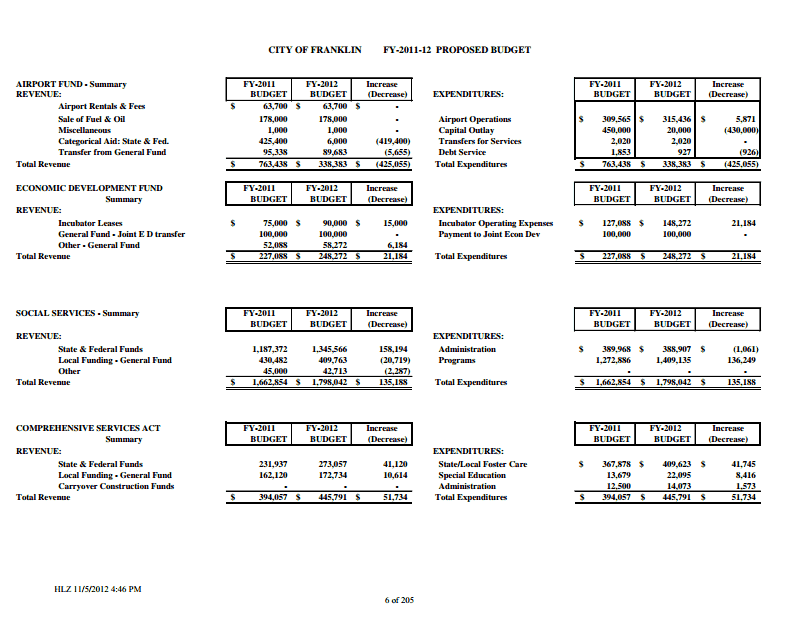 CITY OF FRANKLIN FY-2011-12 PROPOSED BUDGET
AIRPORT FUND - Summary FY-2011 FY-2012 Increase FY-2011 FY-2012 Increase
REVENUE: BUDGET BUDGET (Decrease) EXPENDITURES: BUDGET BUDGET (Decrease)
Airport Rentals & Fees $ 63,700 $ 63,700 $ -
Sale of Fuel & Oil 178,000 178,000 - Airport Operations $ 309,565 $ 315,436 $ 5,871
Miscellaneous 1,000 1,000 - Capital Outlay 450,000 20,000 (430,000)
Categorical Aid: State & Fed. 425,400 6,000 (419,400) Transfers for Services 2,020 2,020 -
Transfer from General Fund 95,338 89,683 (5,655) Debt Service 1,853 927 (926)
Total Revenue $ 763,438 $ 338,383 $ (425,055) Total Expenditures $ 763,438 $ 338,383 $ (425,055)
ECONOMIC DEVELOPMENT FUND FY-2011 FY-2012 Increase FY-2011 FY-2012 Increase
Summary BUDGET BUDGET (Decrease) BUDGET BUDGET (Decrease)
REVENUE: EXPENDITURES:
Incubator Leases $ 75,000 $ 90,000 $ 15,000 Incubator Operating Expenses $ 127,088 $ 148,272 21,184
General Fund - Joint E D transfer 100,000 100,000 - Payment to Joint Econ Dev 100,000 100,000 -
Other - General Fund 52,088 58,272 6,184
Total Revenue $ 227,088 $ 248,272 $ 21,184 Total Expenditures $ 227,088 $ 248,272 $ 21,184
SOCIAL SERVICES - Summary FY-2011 FY-2012 Increase FY-2011 FY-2012 Increase
BUDGET BUDGET (Decrease) BUDGET BUDGET (Decrease)
REVENUE: EXPENDITURES:
State & Federal Funds 1,187,372 1,345,566 158,194 Administration $ 389,968 $ 388,907 $ (1,061)
Local Funding - General Fund 430,482 409,763 (20,719) Programs 1,272,886 1,409,135 136,249
Other 45,000 42,713 (2,287) - - -
Total Revenue $ 1,662,854 $ 1,798,042 $ 135,188 Total Expenditures $ 1,662,854 $ 1,798,042 $ 135,188
COMPREHENSIVE SERVICES ACT FY-2011 FY-2012 Increase FY-2011 FY-2012 Increase
Summary BUDGET BUDGET (Decrease) BUDGET BUDGET (Decrease)
REVENUE: EXPENDITURES:
State & Federal Funds 231,937 273,057 41,120 State/Local Foster Care $ 367,878 $ 409,623 $ 41,745
Local Funding - General Fund 162,120 172,734 10,614 Special Education 13,679 22,095 8,416
Carryover Construction Funds - - - Administration 12,500 14,073 1,573
Total Revenue $ 394,057 $ 445,791 $ 51,734 Total Expenditures $ 394,057 $ 445,791 $ 51,734
HLZ 11/5/2012 4:46 PM
6 of 205